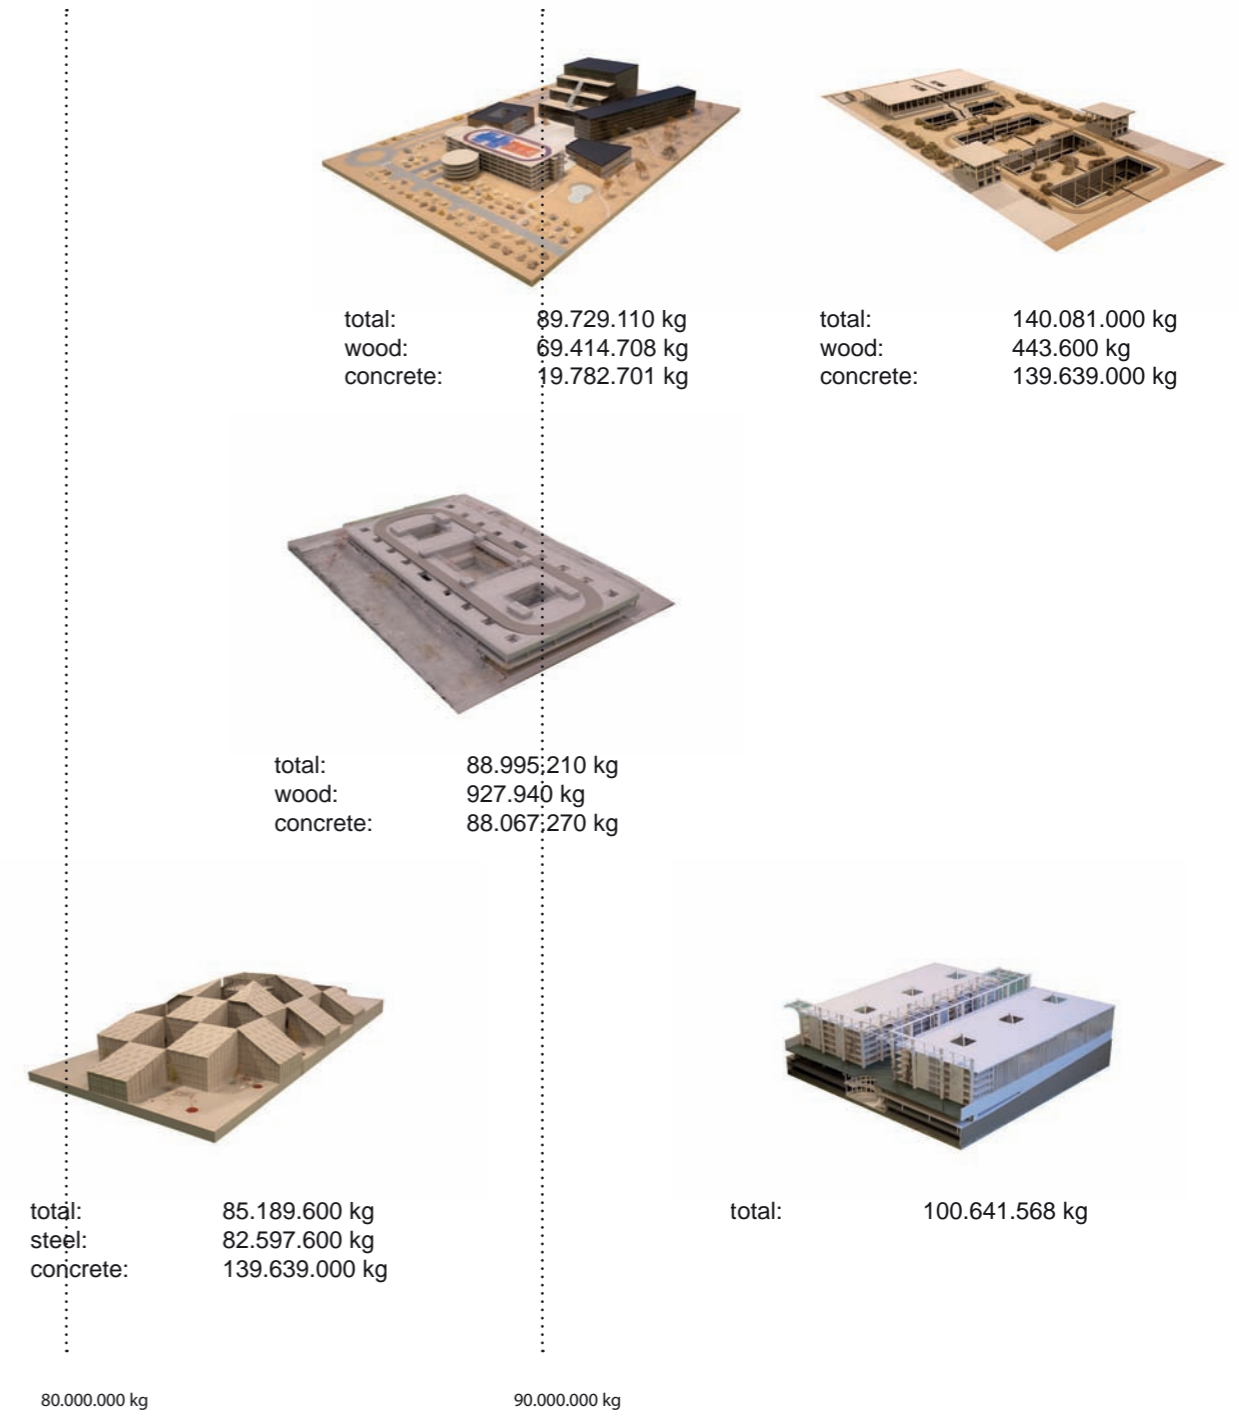 total: 89.729.110 kg
wood: 69.414.708 kg
concrete: 19.782.701 kg
total: 140.081.000 kg
wood: 443.600 kg
concrete: 139.639.000 kg
total: 88.995.210 kg
wood: 927.940 kg
concrete: 88.067.270 kg
total: 85.189.600 kg
steel: 82.597.600 kg
concrete: 139.639.000 kg
total: 100.641.568 kg
80.000.000 kg
90.000.000 kg